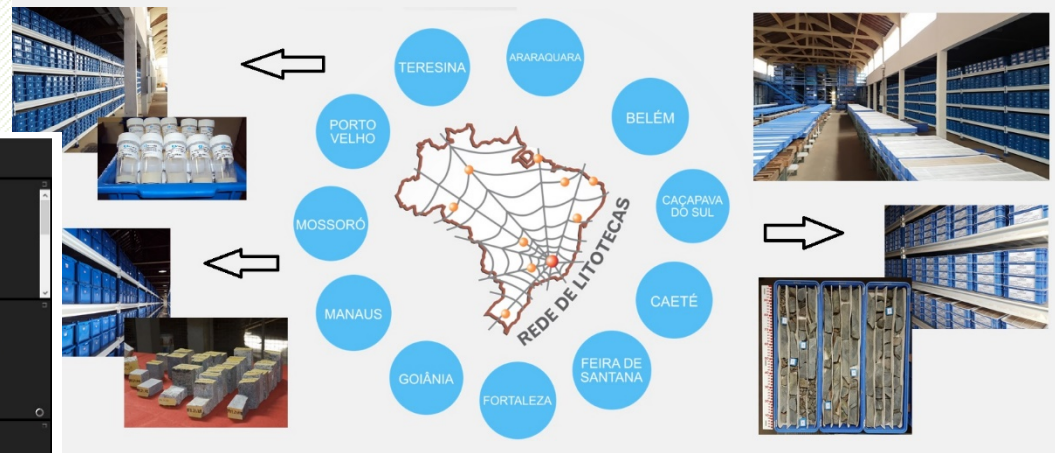 TERESINA
ARARAQUARA
BELÉM
CAÇAPAVA
DO SUL
CAETÉ
FEIRA DE
SANTANA
FORTALEZA
GOIÂNIA
MANAUS
MOSSORÓ
PORTO
VELHO
REDE DE LITOTECAS